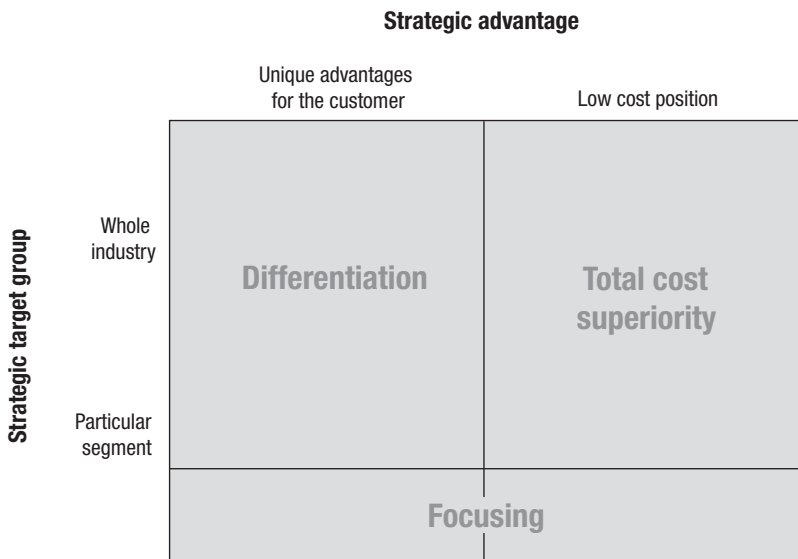 Strategic advantage
Unique advantages
for the customer
Low cost position
Strategic target group
Whole
industry
Differentiation
Total cost
superiority
Particular
segment
Focusing